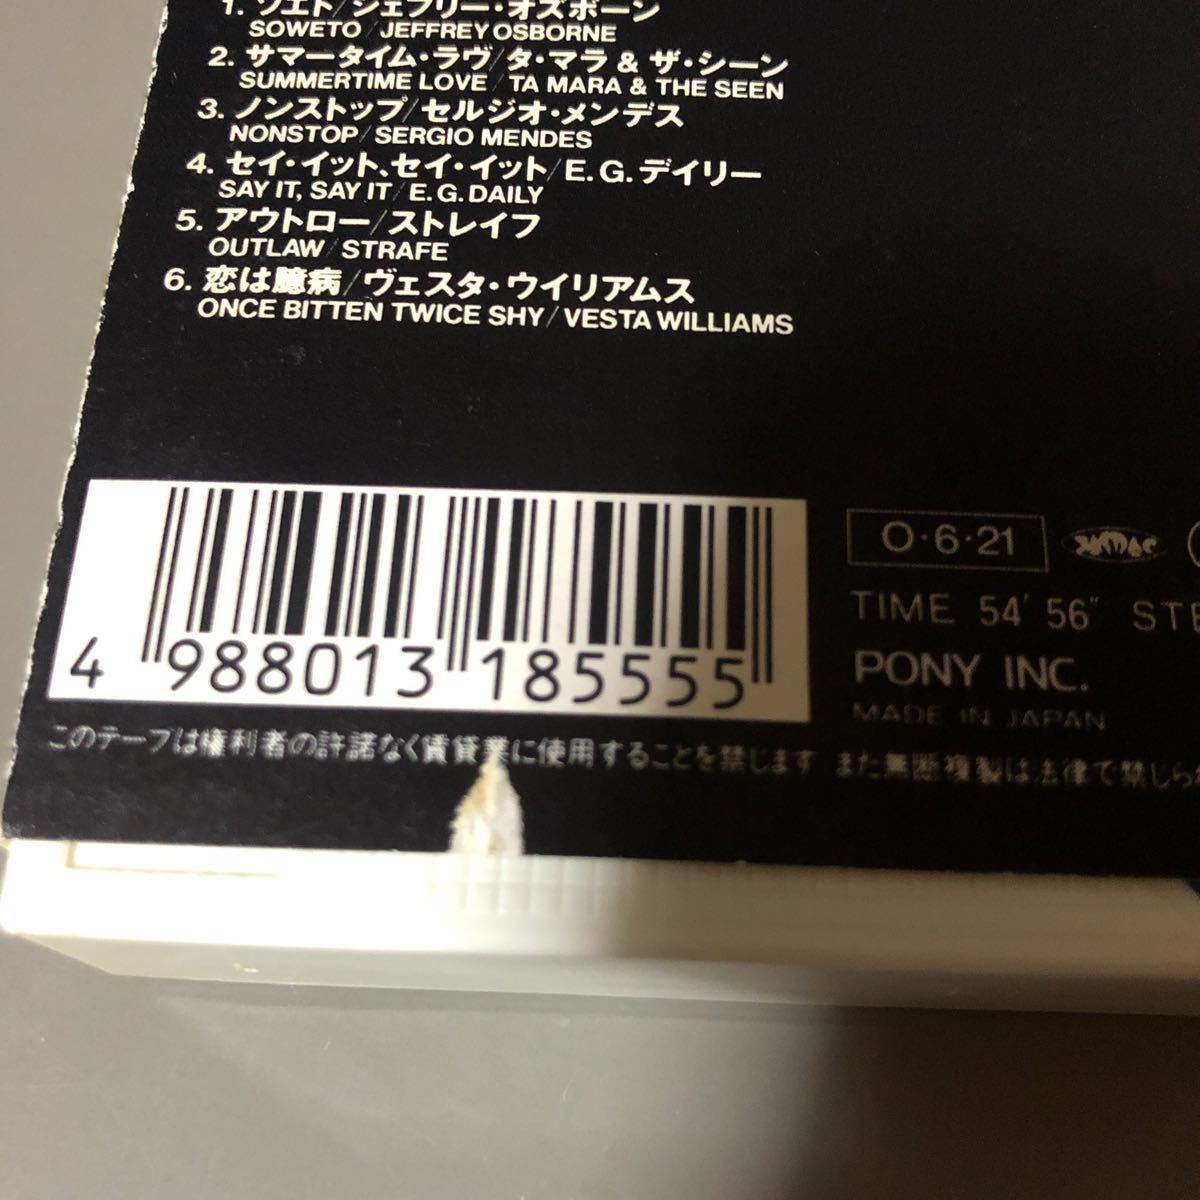 1. ソエト/ジェフリー・オズボーン
SOWETO/JEFFREY OSBORNE
2. サマータイム・ラヴ/タ・マラ & ザ・シーン
SUMMERTIME LOVE/TA MARA & THE SEEN
3. ノンストップ/セルジオ・メンデス
NONSTOP/SERGIO MENDES
4. セイ・イット、セイ・イット/E.G.デイリー
SAY IT, SAY IT/E.G. DAILY
5. アウトロー/ストレイフ
OUTLAW/STRAFE
6. 恋は臆病/ヴェスタ・ウイリアムス
ONCE BITTEN TWICE SHY/VESTA WILLIAMS
O・6・21
TIME 54' 56" STE
PONY INC.
MADE IN JAPAN
4 988013 185555
このテープは権利者の許諾なく賃貸業に使用することを禁じます また無断複製は法律で禁じら